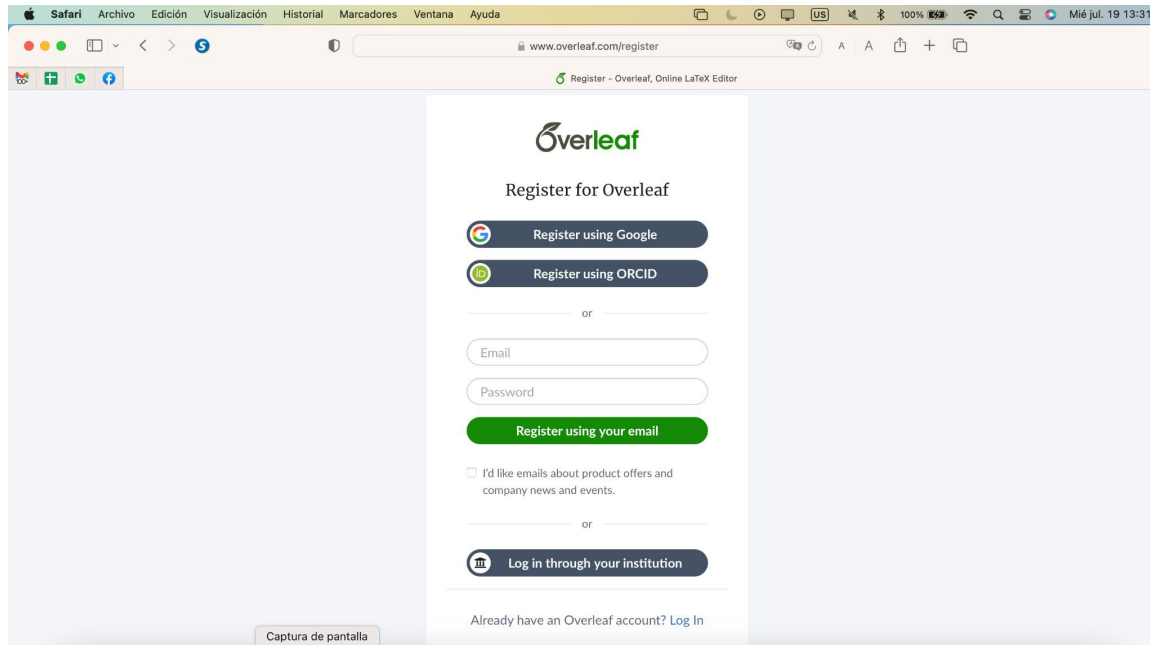 Safari Archivo Edición Visualización Historial Marcadores Ventana Ayuda US 100% Mié jul. 19 13:31
www.overleaf.com/register A A
Register - Overleaf, Online LaTeX Editor
Overleaf
Register for Overleaf
Register using Google
Register using ORCID
or
Email
Password
Register using your email
I'd like emails about product offers and
company news and events.
or
Log in through your institution
Already have an Overleaf account? Log In
Captura de pantalla